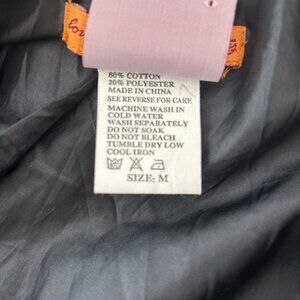 80% COTTON
20% POLYESTER
MADE IN CHINA
SEE REVERSE FOR CARE
MACHINE WASH IN
COLD WATER
WASH SEPARATELY
DO NOT SOAK
DO NOT BLEACH
TUMBLE DRY LOW
COOL IRON
SIZE: M